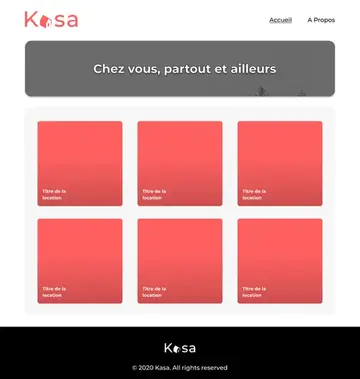 Kasa
Accueil
A Propos
Chez vous, partout et ailleurs
Titre de la
location
Titre de la
location
Titre de la
location
Titre de la
location
Titre de la
location
Titre de la
location
Kasa
© 2020 Kasa. All rights reserved